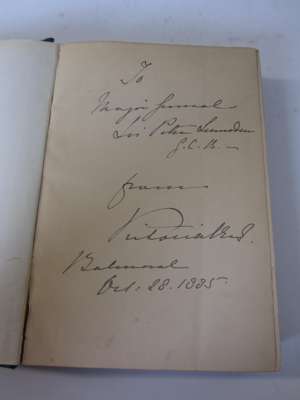 To
Major General
Sir Peter Lumsden
G.C.B.
from
Victoria R.I.
Balmoral
Oct: 28. 1885.